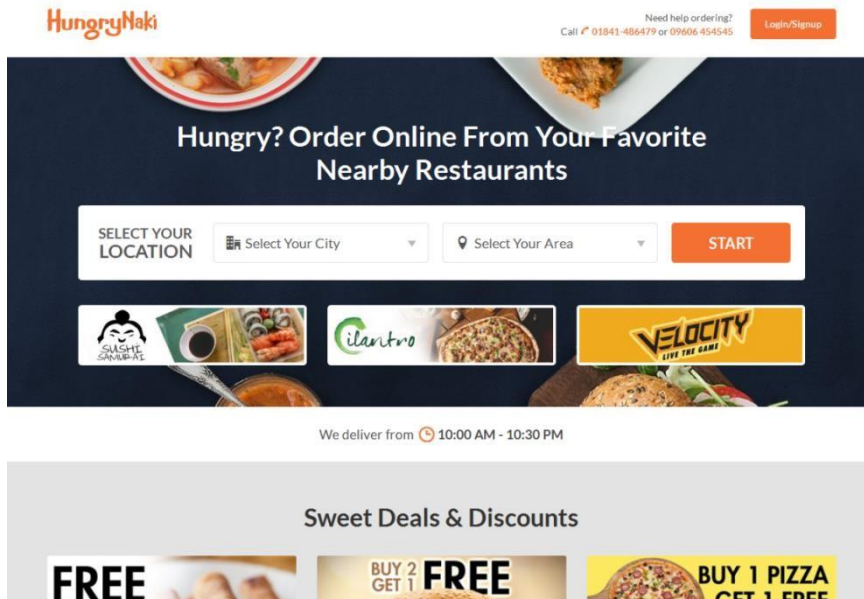 HungryNaki
Need help ordering?
Call 01841-486479 or 09606 454545
Login/Signup
Hungry? Order Online From Your Favorite
Nearby Restaurants
SELECT YOUR
LOCATION
Select Your City
Select Your Area
START
SUSHI
SAMURAI
Cilantro
VELOCITY
LIVE THE GAME
We deliver from 10:00 AM - 10:30 PM
Sweet Deals & Discounts
FREE
BUY 2
GET 1 FREE
BUY 1 PIZZA
GET 1 FREE